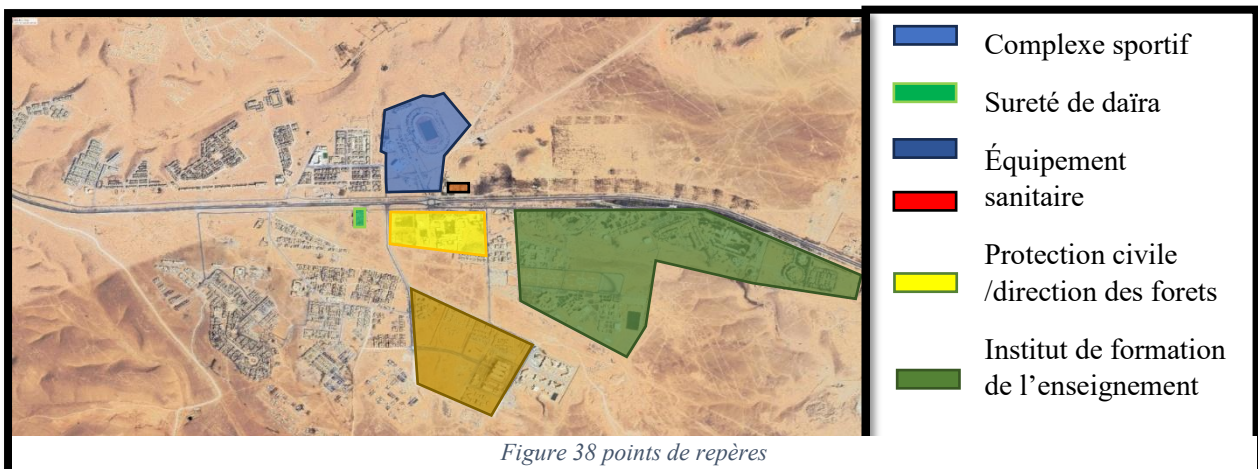 Complexe sportif
Sureté de daïra
Équipement
sanitaire
Protection civile
/direction des forets
Institut de formation
de l'enseignement
Figure 38 points de repères